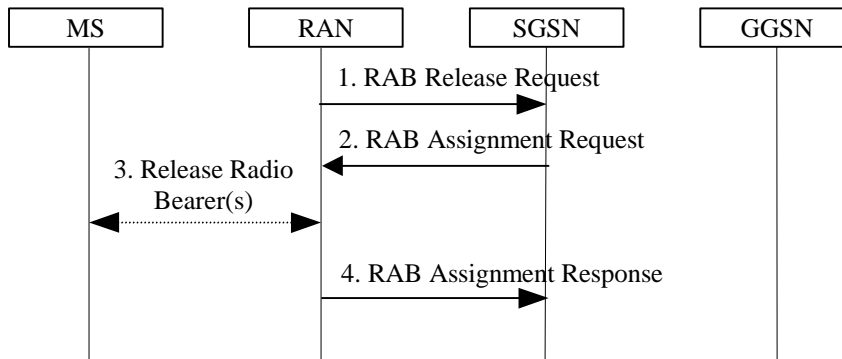 MS RAN SGSN GGSN
1. RAB Release Request
2. RAB Assignment Request
3. Release Radio
Bearer(s)
4. RAB Assignment Response